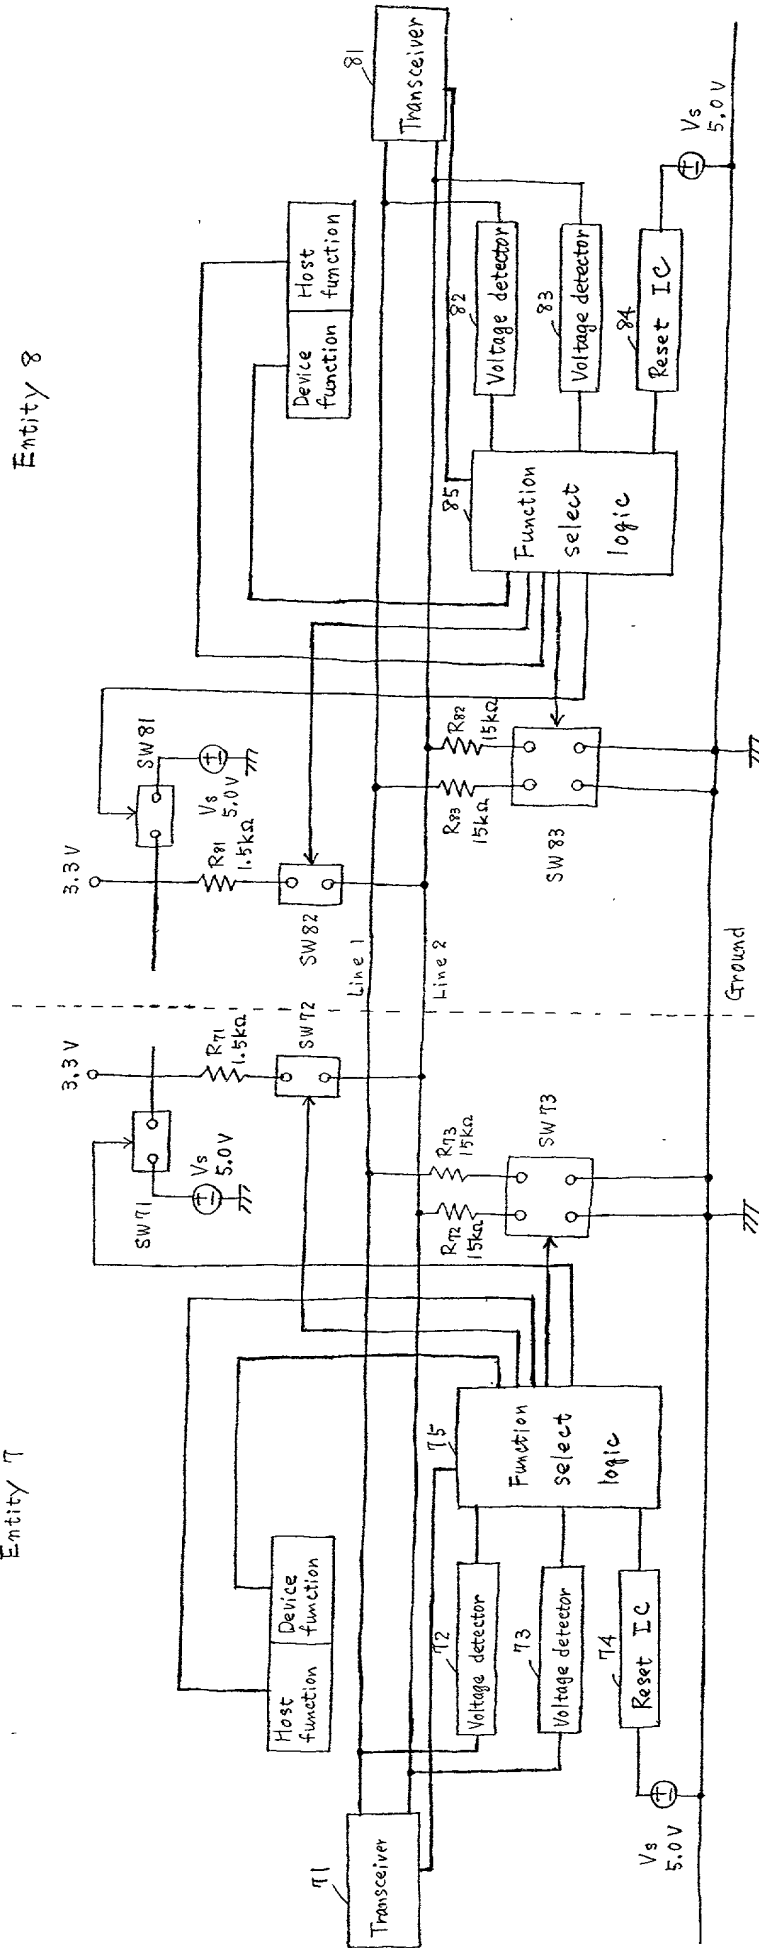 Entity 7
Entity 8
3.3V
3.3V
SW71
Vs
5.0V
R71
1.5kΩ
SW72
SW81
Vs
5.0V
R81
1.5kΩ
SW82
Host
function
Device
function
Device
function
Host
function
Line 1
Line 2
71
Transceiver
81
Transceiver
72
Voltage detector
73
Voltage detector
74
Reset IC
75
Function
select
logic
R72
15kΩ
R73
15kΩ
SW73
R83
15kΩ
R82
15kΩ
SW83
85
Function
select
logic
82
Voltage detector
83
Voltage detector
84
Reset IC
Vs
5.0V
Vs
5.0V
Ground